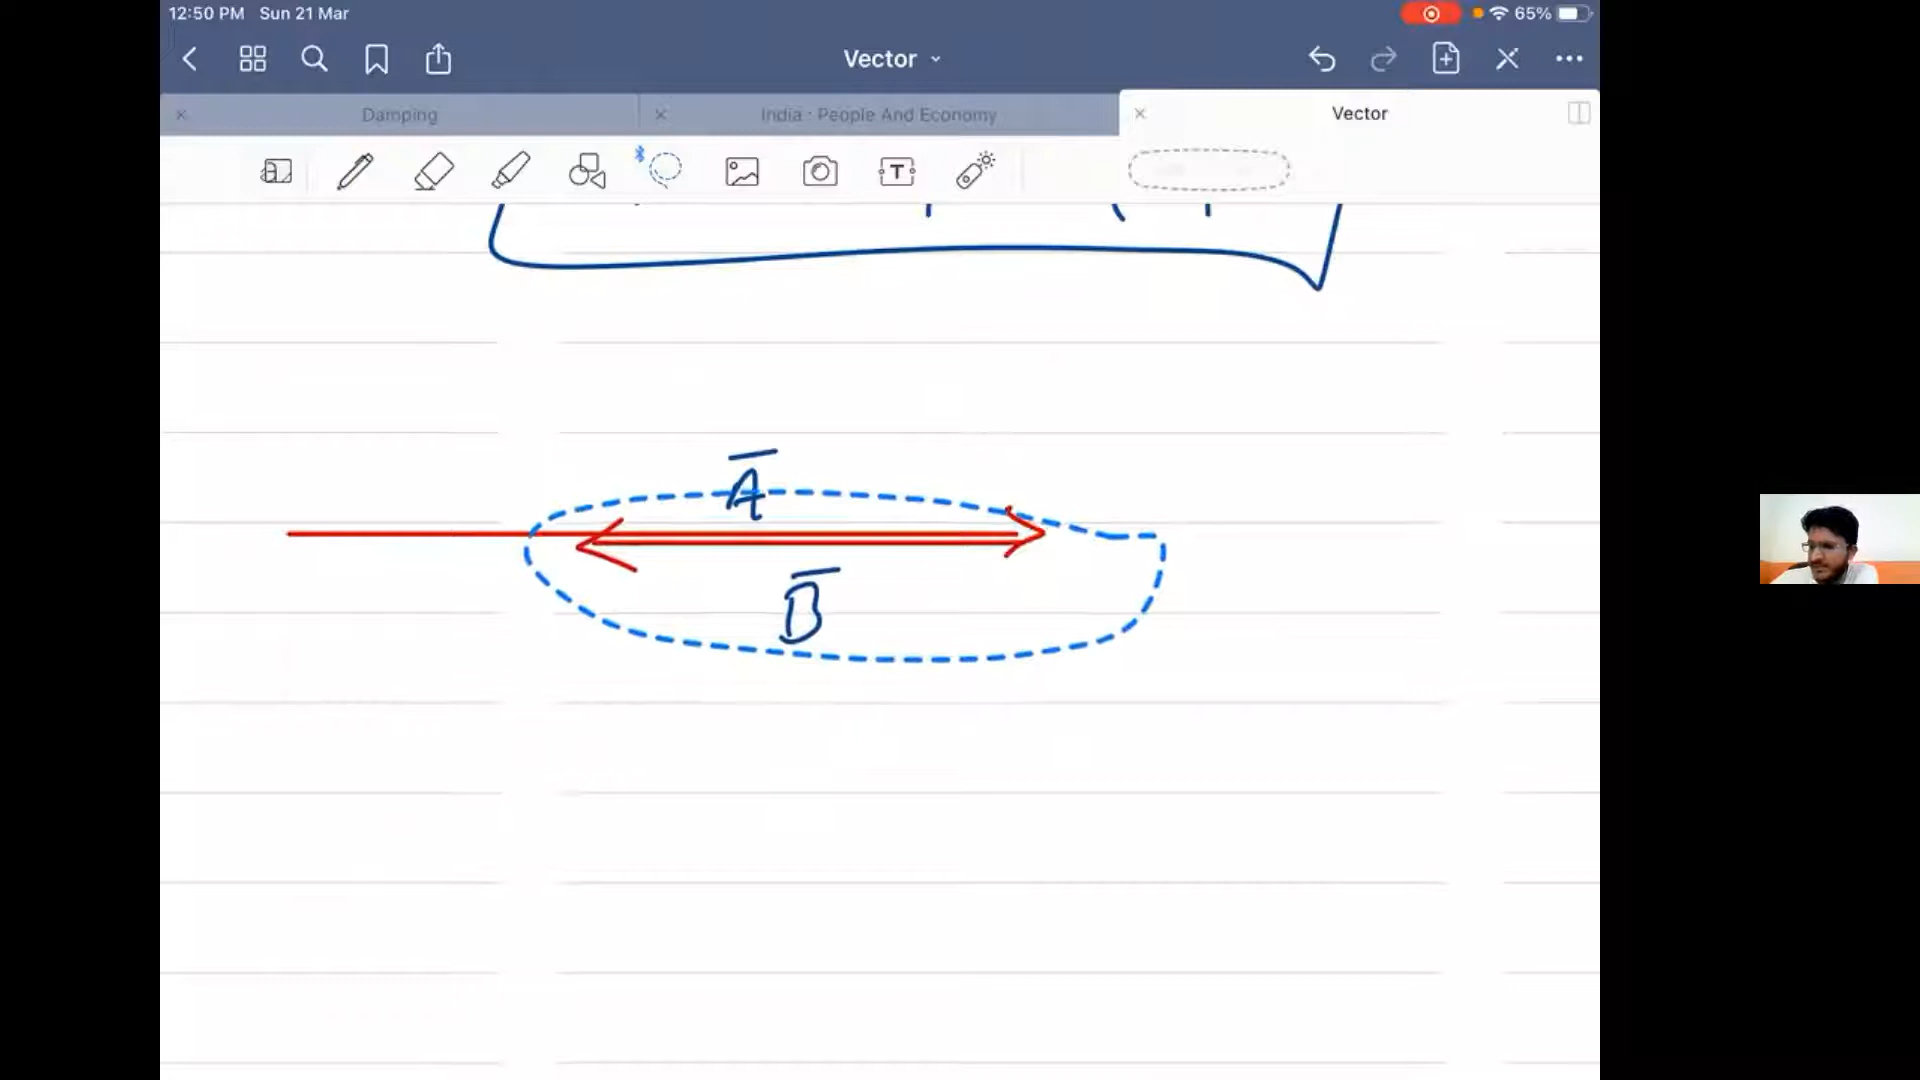 12:50 PM Sun 21 Mar 65%
Vector
Damping India - People And Economy Vector
A
B